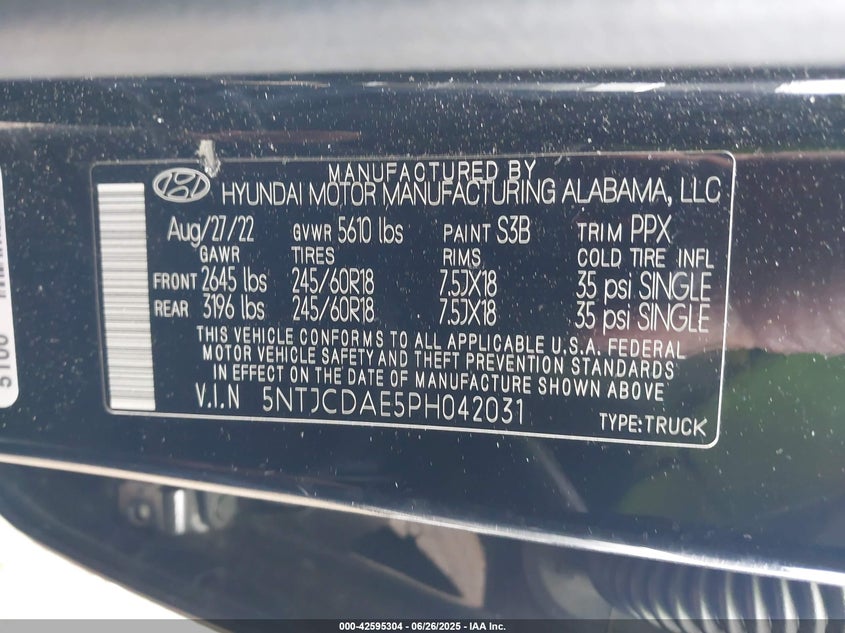 MANUFACTURED BY
HYUNDAI MOTOR MANUFACTURING ALABAMA, LLC
Aug/27/22 GVWR 5610 lbs PAINT S3B TRIM PPX
GAWR TIRES RIMS COLD TIRE INFL
FRONT 2645 lbs 245/60R18 7.5JX18 35 psi SINGLE
REAR 3196 lbs 245/60R18 7.5JX18 35 psi SINGLE
THIS VEHICLE CONFORMS TO ALL APPLICABLE U.S.A. FEDERAL
MOTOR VEHICLE SAFETY AND THEFT PREVENTION STANDARDS
IN EFFECT ON THE DATE OF MANUFACTURE SHOWN ABOVE
V.I.N 5NTJCDAE5PH042031 TYPE:TRUCK
5100
000-42595304 | 06/26/2025 - IAA Inc.